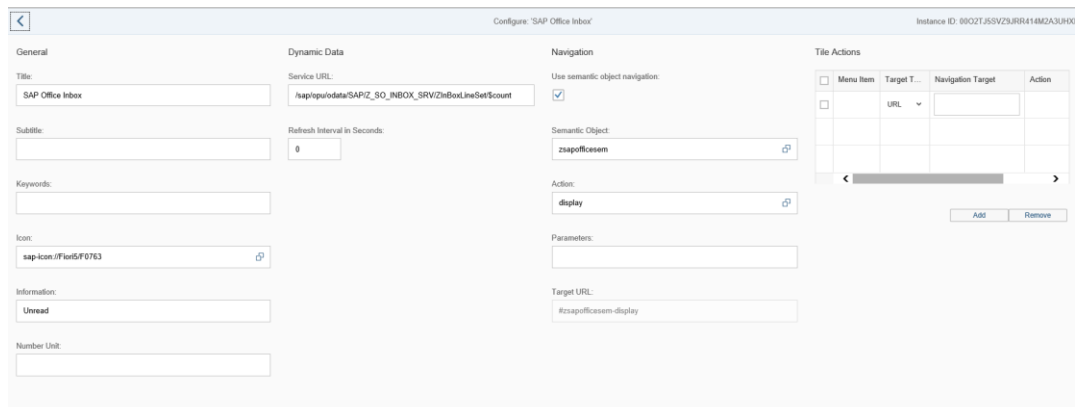 Configure: 'SAP Office Inbox'
Instance ID: 00O2TJ5SVZ9JRR414M2A3UHX
General
Title:
SAP Office Inbox
Subtitle:
Keywords:
Icon:
sap-icon://Fiori5/F0763
Information:
Unread
Number Unit:
Dynamic Data
Service URL:
/sap/opu/odata/SAP/Z_SO_INBOX_SRV/ZInBoxLineSet/$count
Refresh Interval in Seconds:
0
Navigation
Use semantic object navigation:
Semantic Object:
zsapofficesem
Action:
display
Parameters:
Target URL:
#zsapofficesem-display
Tile Actions
Menu Item Target T... Navigation Target Action
URL
Add Remove